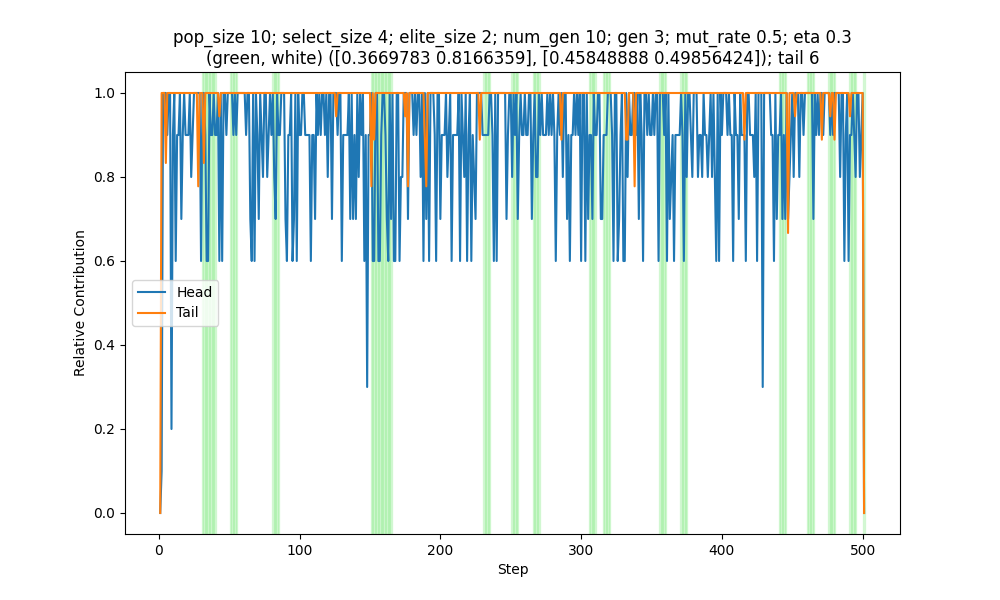 pop_size 10; select_size 4; elite_size 2; num_gen 10; gen 3; mut_rate 0.5; eta 0.3
(green, white) ([0.3669783 0.8166359], [0.45848888 0.49856424]); tail 6
1.0
0.8
0.6
0.4
0.2
0.0
Relative Contribution
Head
Tail
0
100
200
300
400
500
Step